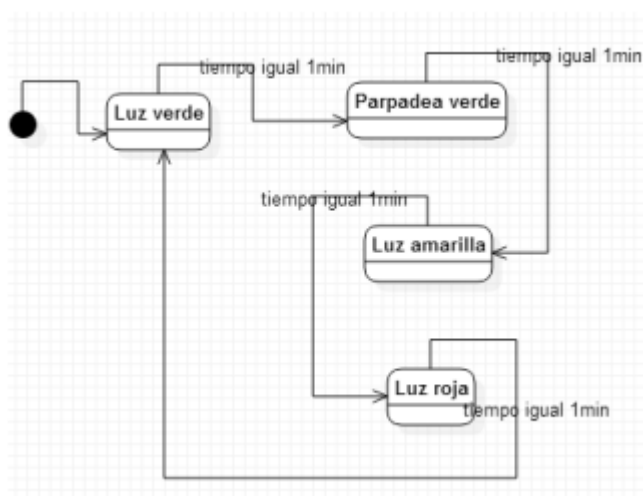 tiempo igual 1min
tiempo igual 1min
Luz verde
Parpadea verde
tiempo igual 1min
Luz amarilla
Luz roja
tiempo igual 1min